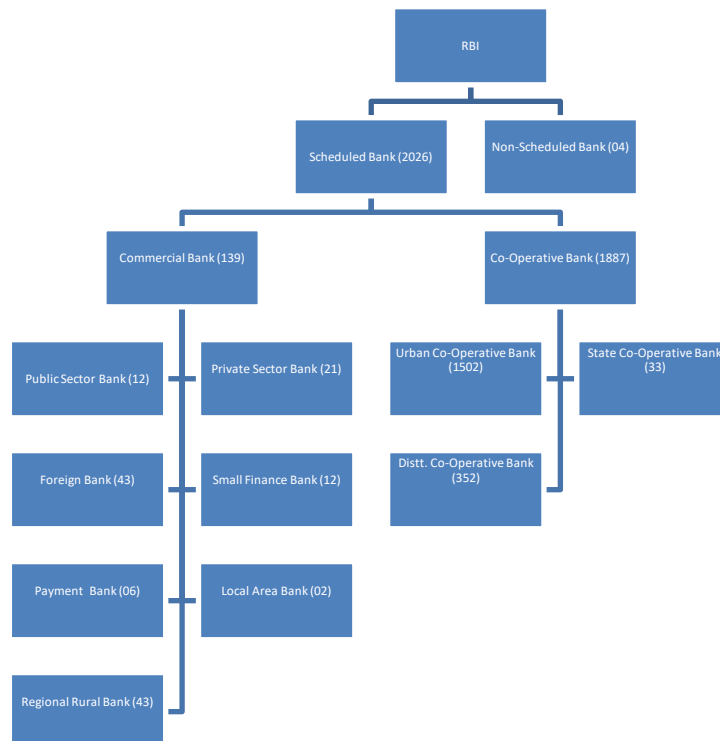 RBI
Scheduled Bank (2026)
Non-Scheduled Bank (04)
Commercial Bank (139)
Co-Operative Bank (1887)
Public Sector Bank (12)
Private Sector Bank (21)
Urban Co-Operative Bank
(1502)
State Co-Operative Bank
(33)
Foreign Bank (43)
Small Finance Bank (12)
Distt. Co-Operative Bank
(352)
Payment  Bank (06)
Local Area Bank (02)
Regional Rural Bank (43)